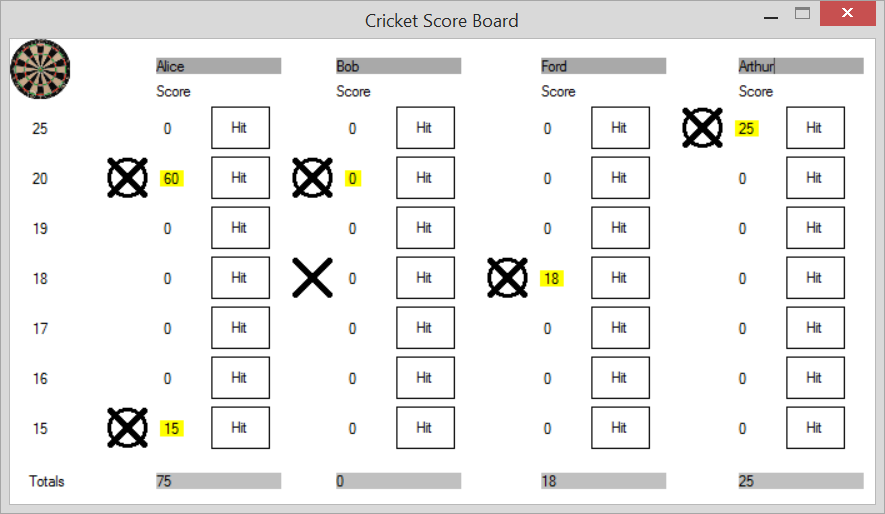 Cricket Score Board
Alice Bob Ford Arthur
Score Score Score Score
25 0 Hit 0 Hit 0 Hit 25 Hit
20 60 Hit 0 Hit 0 Hit 0 Hit
19 0 Hit 0 Hit 0 Hit 0 Hit
18 0 Hit 0 Hit 18 Hit 0 Hit
17 0 Hit 0 Hit 0 Hit 0 Hit
16 0 Hit 0 Hit 0 Hit 0 Hit
15 15 Hit 0 Hit 0 Hit 0 Hit
Totals 75 0 18 25